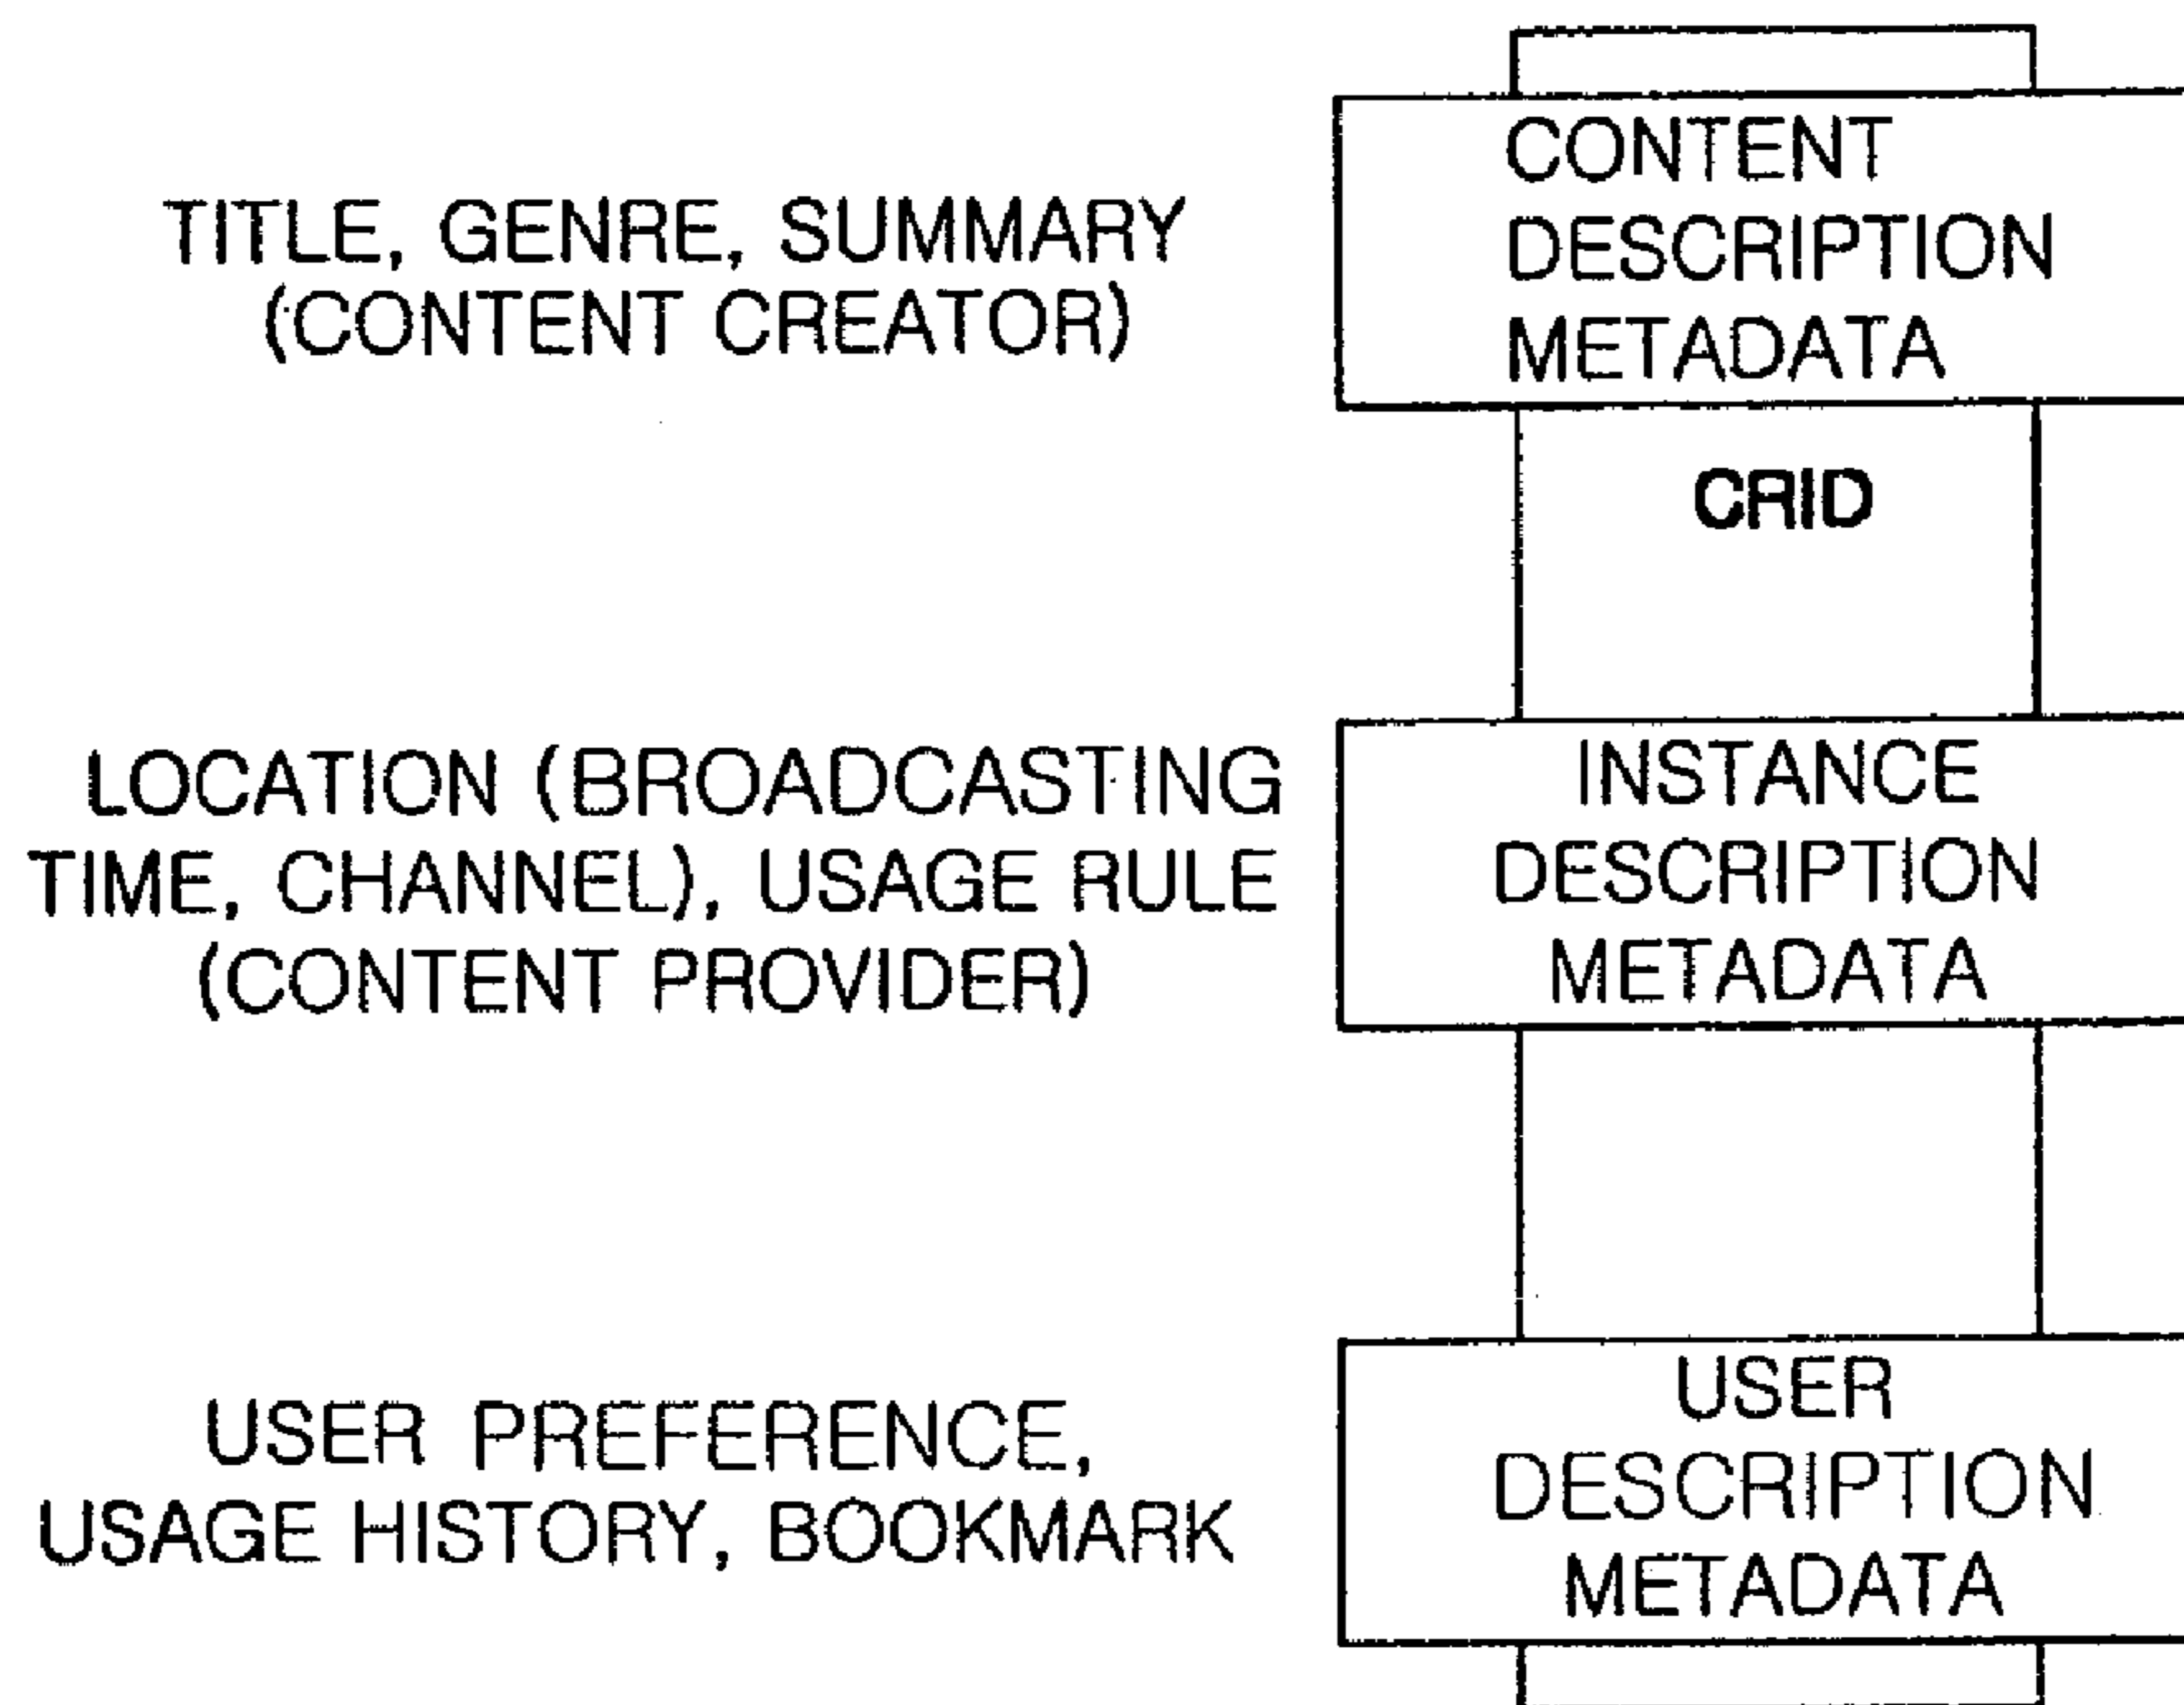 TITLE, GENRE, SUMMARY
(CONTENT CREATOR)
CONTENT
DESCRIPTION
METADATA
CRID
LOCATION (BROADCASTING
TIME, CHANNEL), USAGE RULE
(CONTENT PROVIDER)
INSTANCE
DESCRIPTION
METADATA
USER PREFERENCE,
USAGE HISTORY, BOOKMARK
USER
DESCRIPTION
METADATA